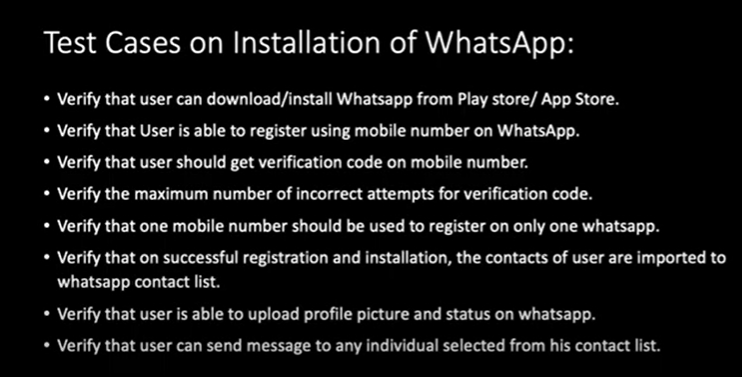 Test Cases on Installation of WhatsApp:
• Verify that user can download/install Whatsapp from Play store/ App Store.
• Verify that User is able to register using mobile number on WhatsApp.
• Verify that user should get verification code on mobile number.
• Verify the maximum number of incorrect attempts for verification code.
• Verify that one mobile number should be used to register on only one whatsapp.
• Verify that on successful registration and installation, the contacts of user are imported to
whatsapp contact list.
• Verify that user is able to upload profile picture and status on whatsapp.
• Verify that user can send message to any individual selected from his contact list.